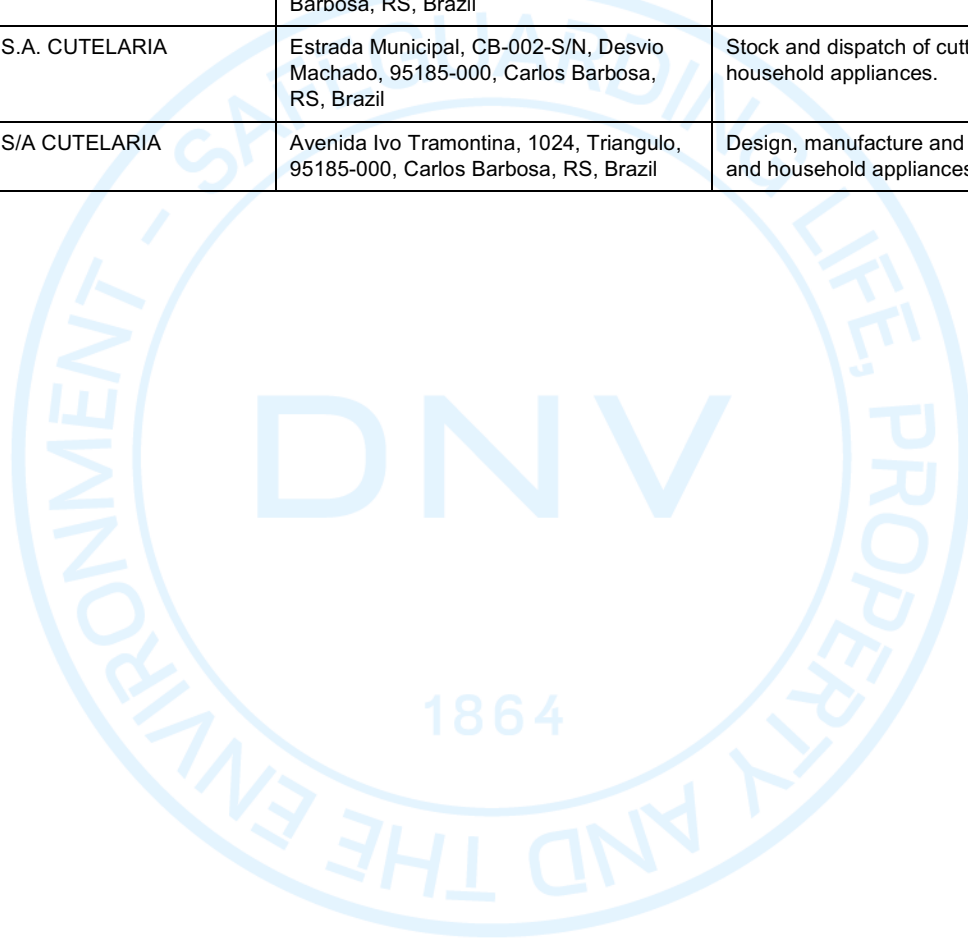 Barbosa, RS, Brazil
S.A. CUTELARIA
Estrada Municipal, CB-002-S/N, Desvio
Machado, 95185-000, Carlos Barbosa,
RS, Brazil
Stock and dispatch of
household appliances.
S/A CUTELARIA
Avenida Ivo Tramontina, 1024, Triangulo,
95185-000, Carlos Barbosa, RS, Brazil
Design, manufacture and
and household appliances
SAFEGUARDING LIFE, PROPERTY AND THE ENVIRONMENT -
DNV
1864